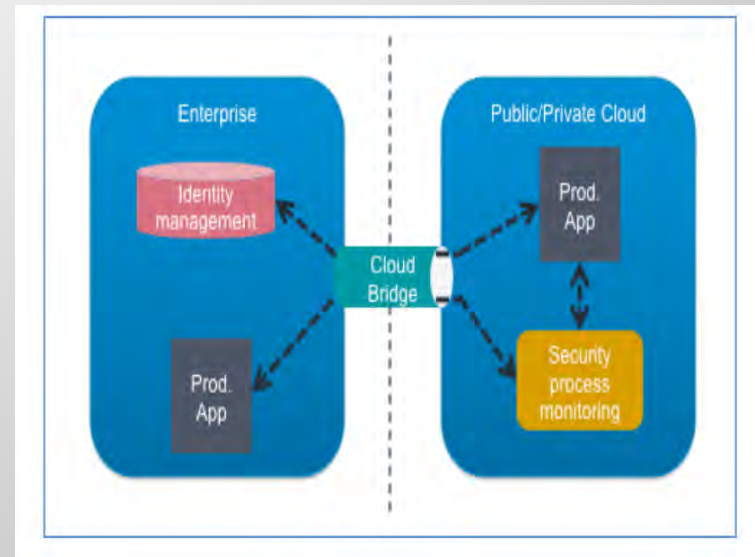 Enterprise
Public/Private Cloud
Identity
management
Prod.
App
Cloud
Bridge
Prod.
App
Security
process
monitoring